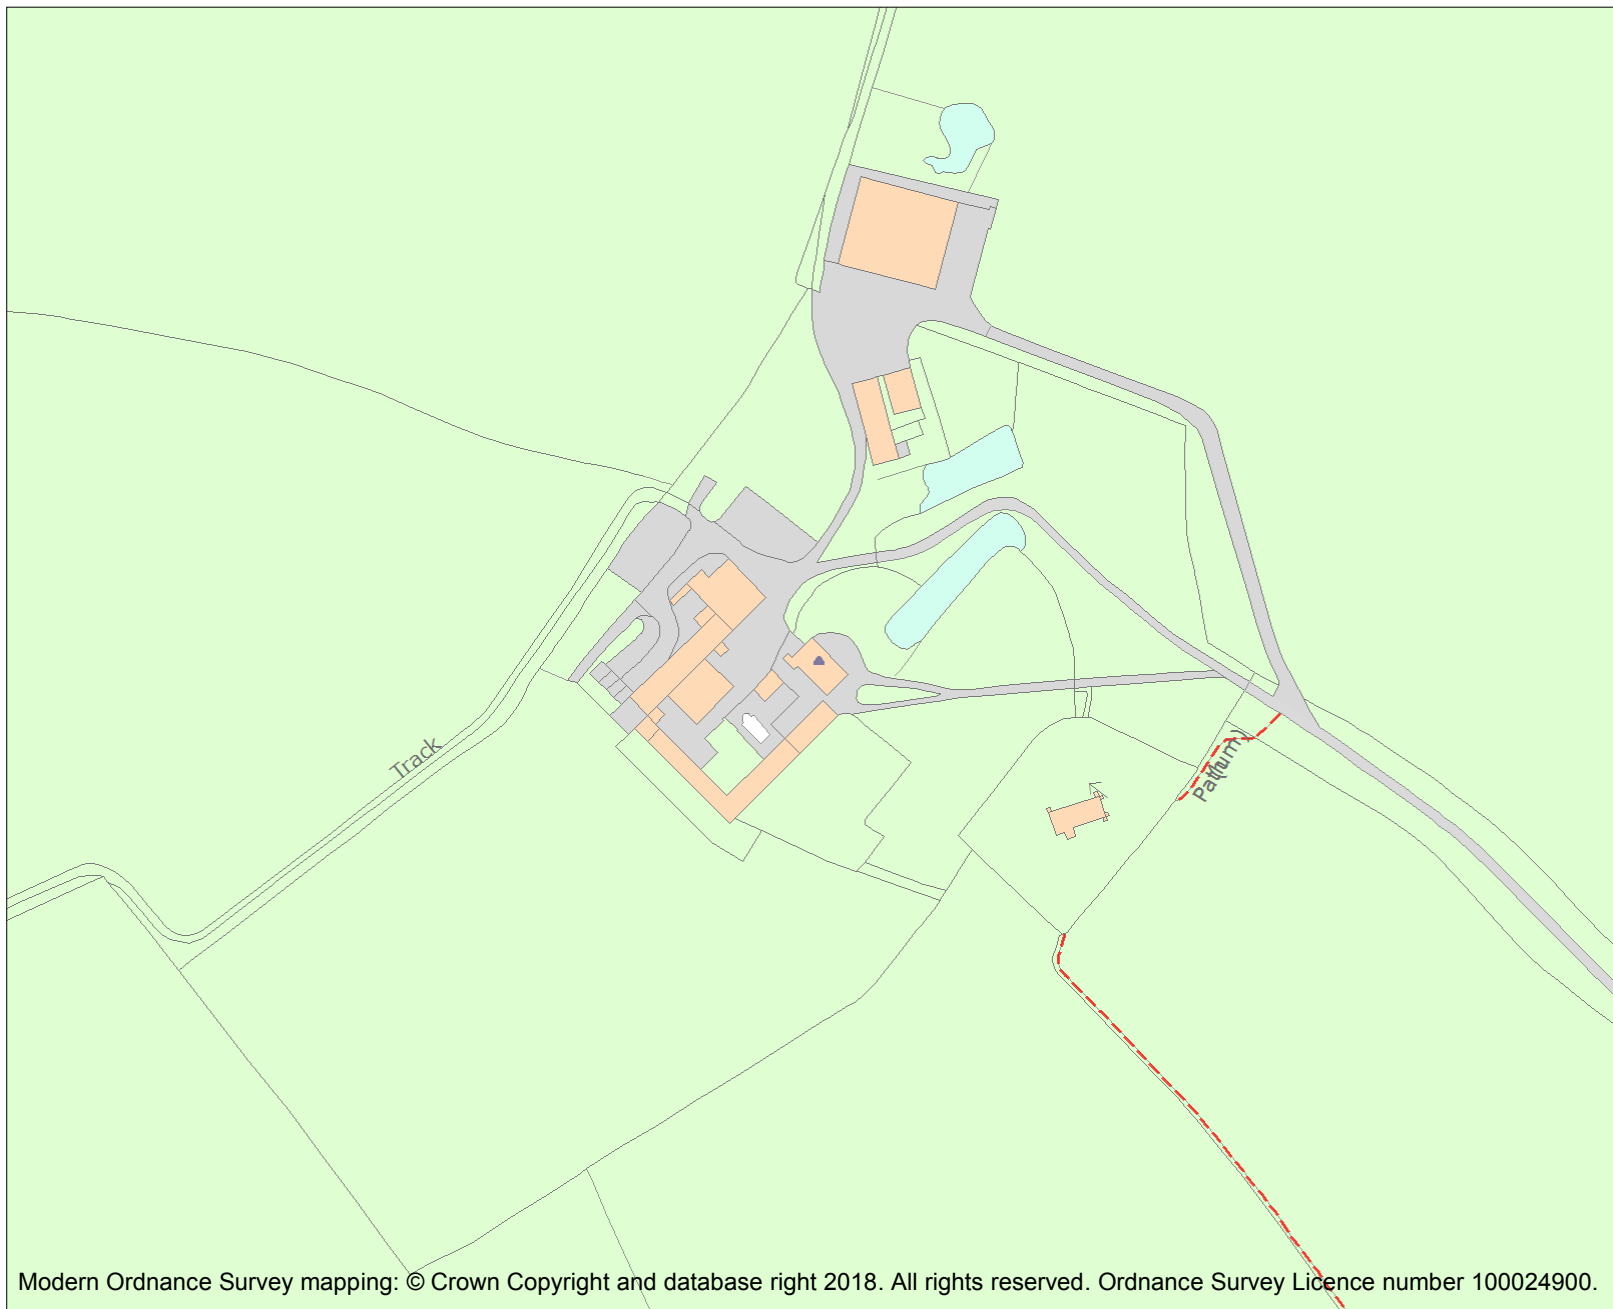 Path
(um)
Track
Modern Ordnance Survey mapping: © Crown Copyright and database right 2018. All rights reserved. Ordnance Survey Licence number 100024900.